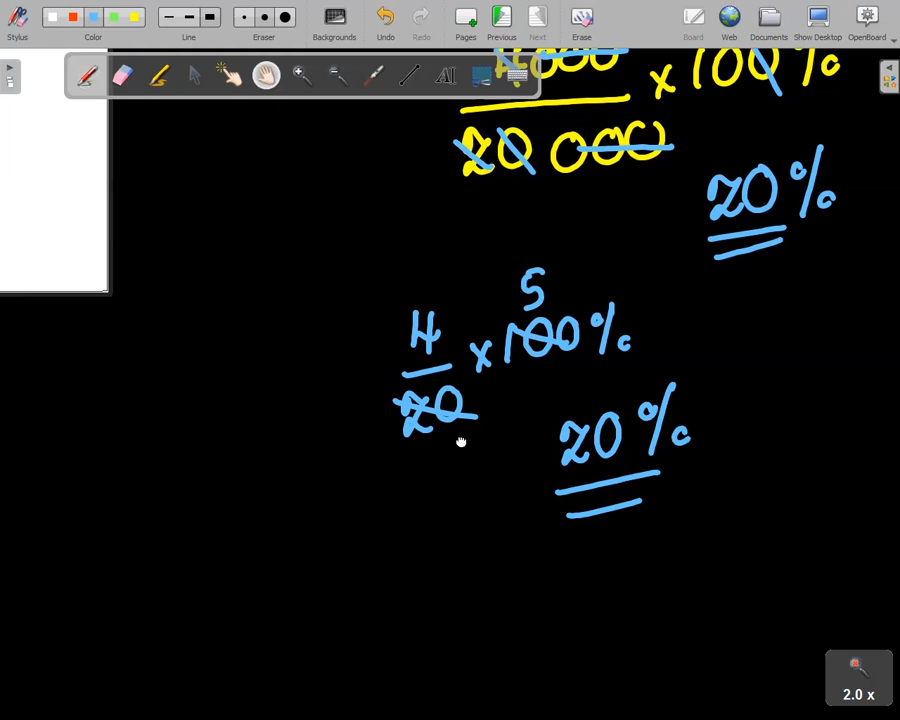 Stylus Color Line Eraser Backgrounds Undo Redo Pages Previous Next Erase Board Web Documents Show Desktop OpenBoard
000 x 100%
20 000
20%
5
4 x 100%
20
20%
2.0 x